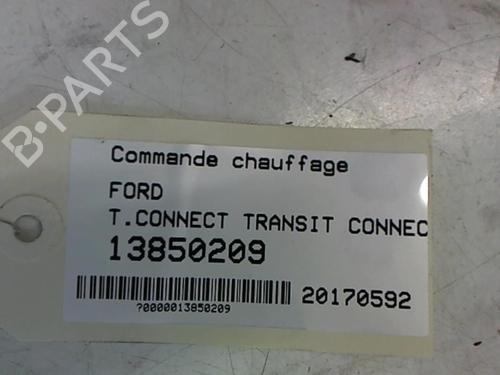 B-PARTS
Commande chauffage
FORD
T.CONNECT TRANSIT CONNEC
13850209
20170592
?0000013850209